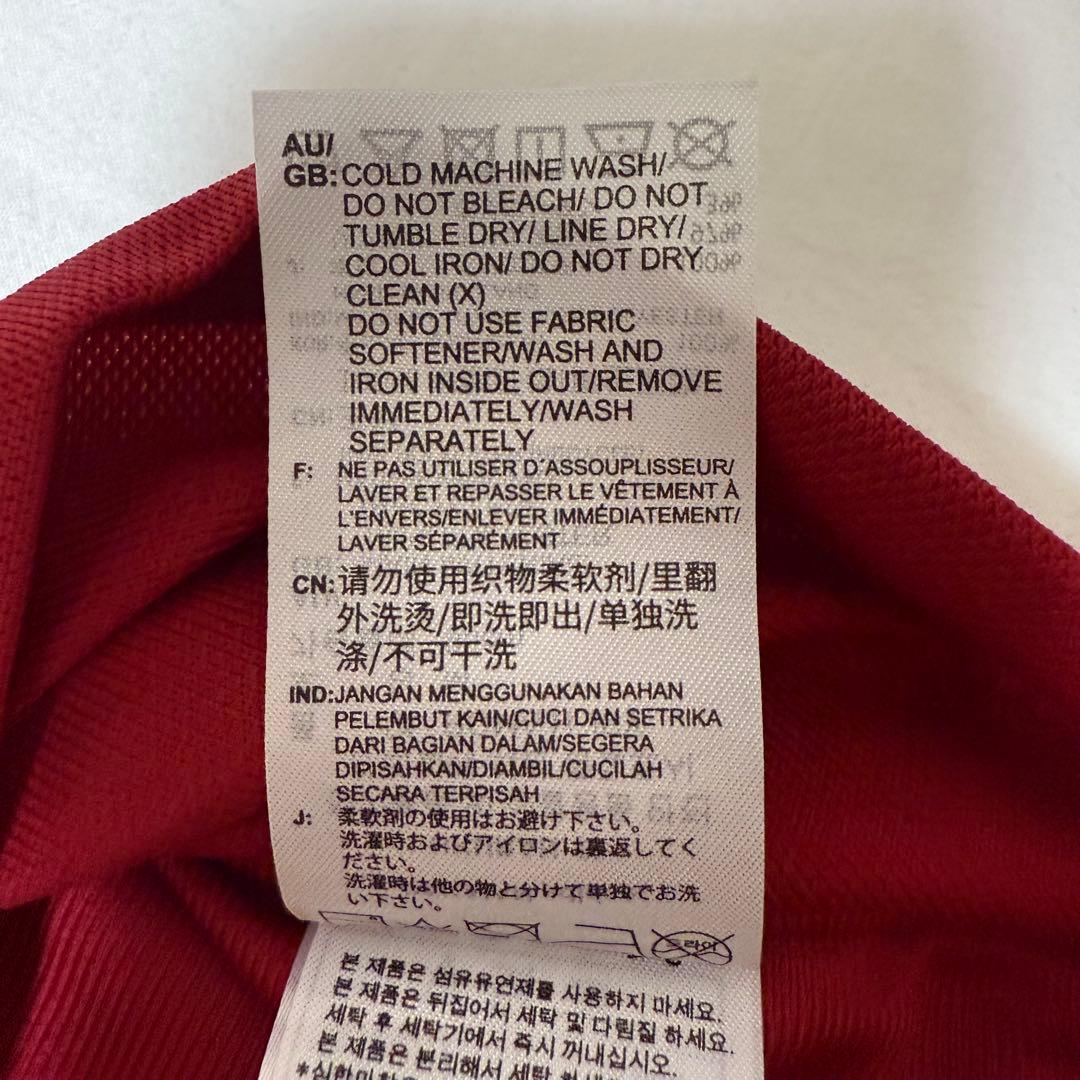 AU/
GB: COLD MACHINE WASH/
DO NOT BLEACH/ DO NOT
TUMBLE DRY/ LINE DRY/
COOL IRON/ DO NOT DRY
CLEAN (X)
DO NOT USE FABRIC
SOFTENER/WASH AND
IRON INSIDE OUT/REMOVE
IMMEDIATELY/WASH
SEPARATELY
F: NE PAS UTILISER D´ASSOUPLISSEUR/
LAVER ET REPASSER LE VÊTEMENT À
L'ENVERS/ENLEVER IMMÉDIATEMENT/
LAVER SÉPARÉMENT
CN: 请勿使用织物柔软剂/里翻
外洗烫/即洗即出/单独洗
涤/不可干洗
IND: JANGAN MENGGUNAKAN BAHAN
PELEMBUT KAIN/CUCI DAN SETRIKA
DARI BAGIAN DALAM/SEGERA
DIPISAHKAN/DIAMBIL/CUCILAH
SECARA TERPISAH
J: 柔軟剤の使用はお避け下さい。
洗濯時およびアイロンは裏返してく
ださい。
洗濯時は他の物と分けて単独でお洗
い下さい。
드라이
본 제품은 섬유유연제를 사용하지 마세요.
본 제품은 뒤집어서 세탁 및 다림질 하세요.
세탁 후 세탁기에서 즉시 꺼내십시오.
본 제품은 분리해서 세탁